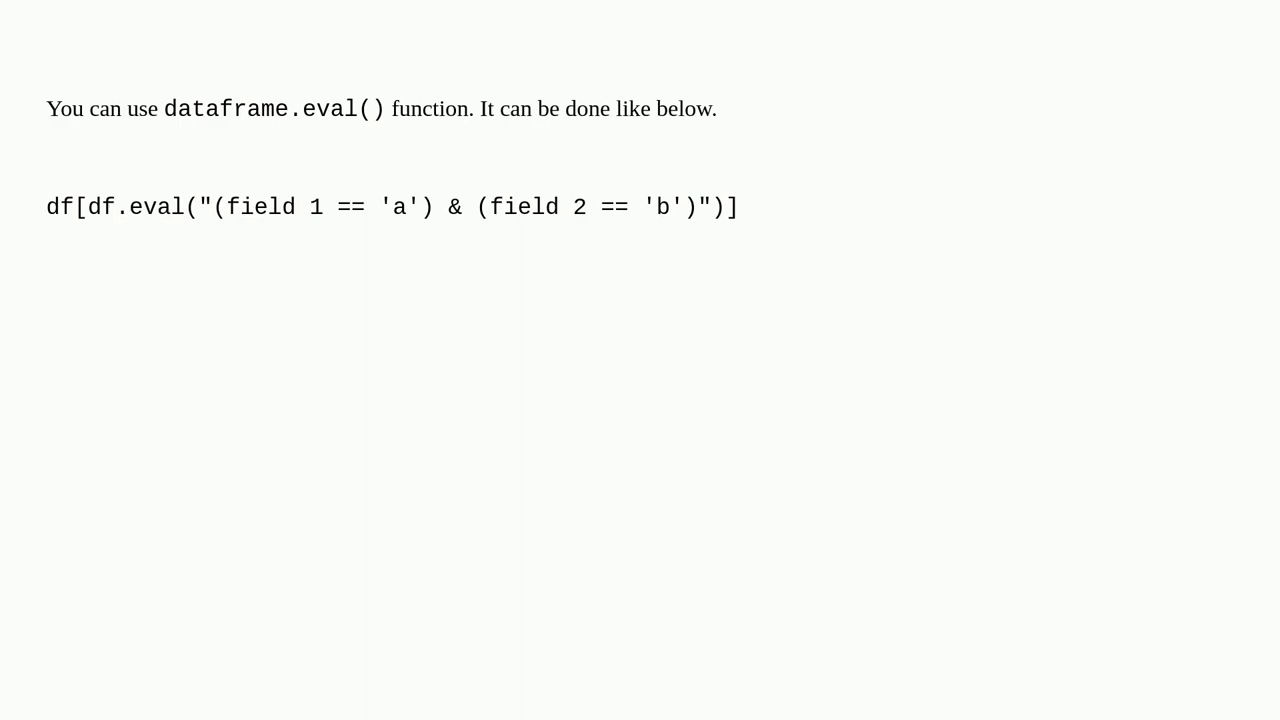 You can use dataframe.eval() function. It can be done like below.
df[df.eval("(field 1 == 'a') & (field 2 == 'b')")]